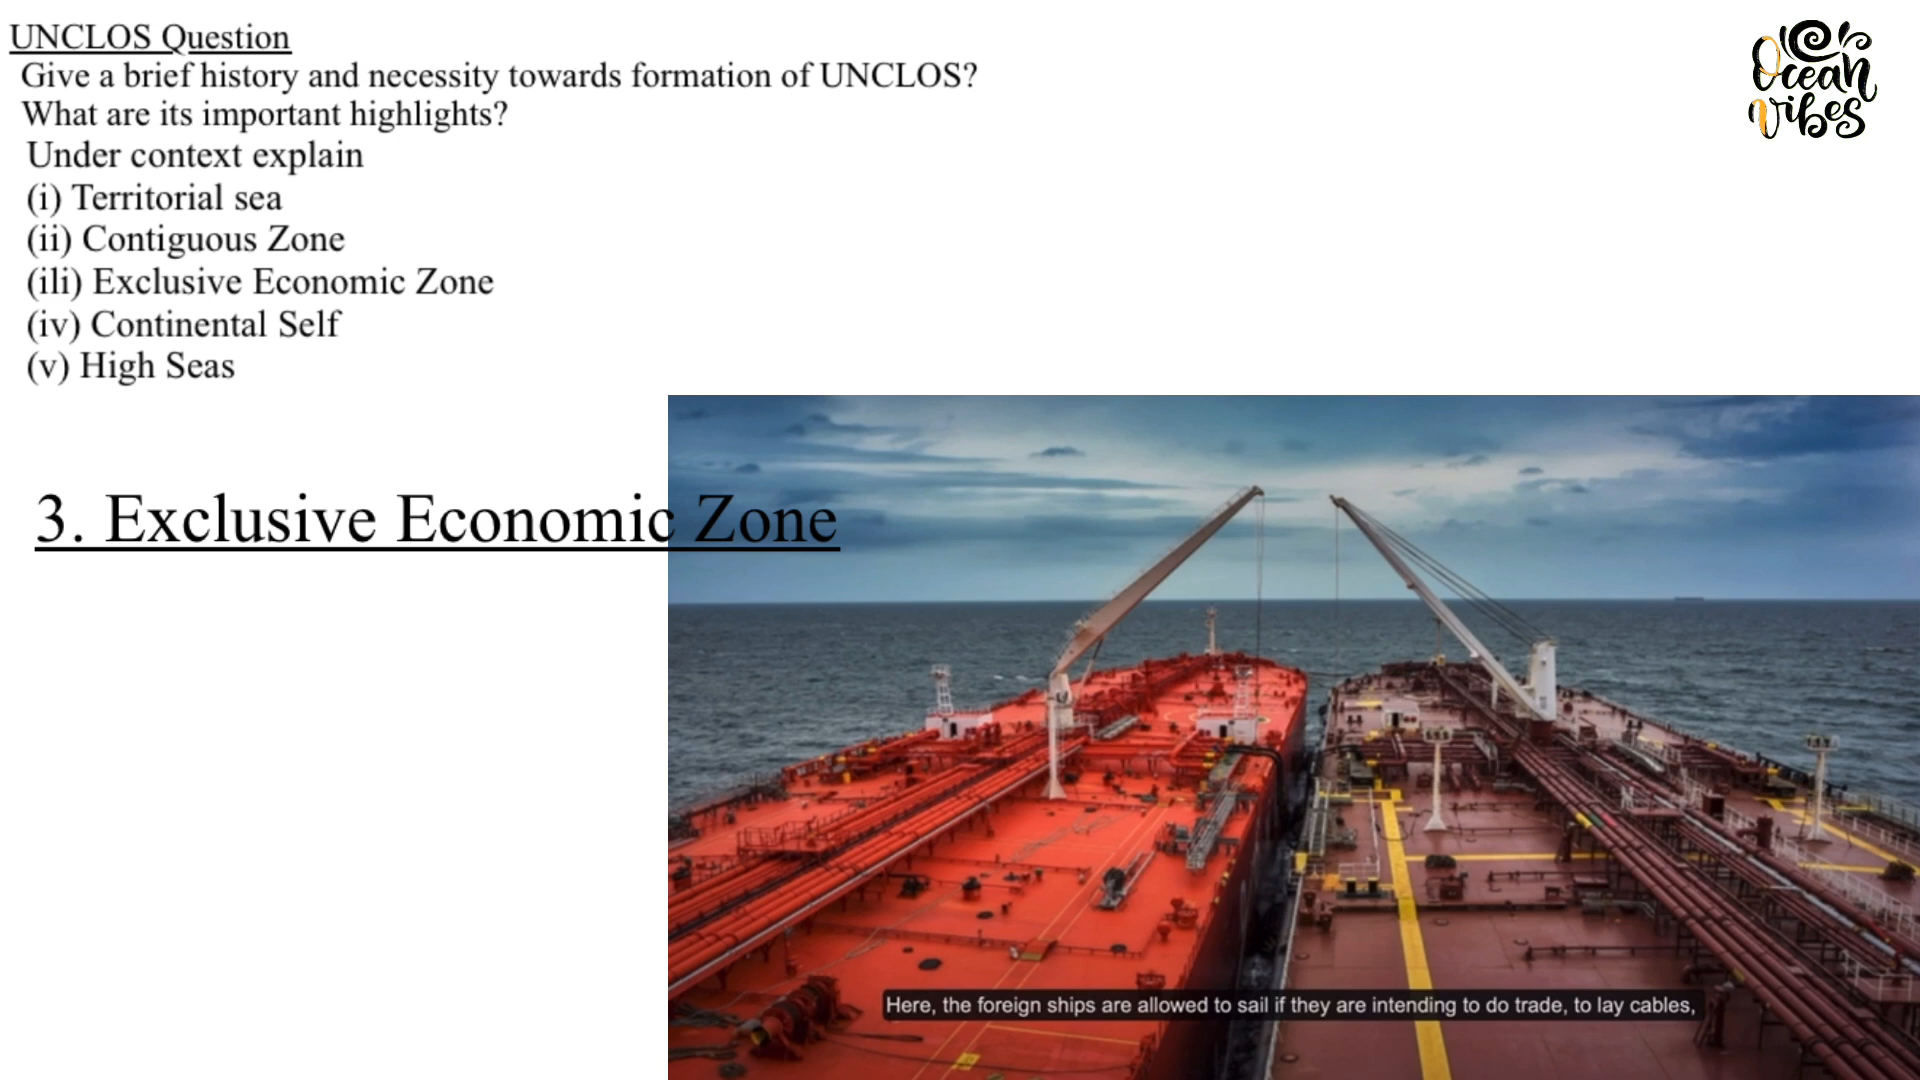 UNCLOS Question
Give a brief history and necessity towards formation of UNCLOS?
What are its important highlights?
Under context explain
(i) Territorial sea
(ii) Contiguous Zone
(ili) Exclusive Economic Zone
(iv) Continental Self
(v) High Seas
Ocean
Vibes
3. Exclusive Economic Zone
Here, the foreign ships are allowed to sail if they are intending to do trade, to lay cables,